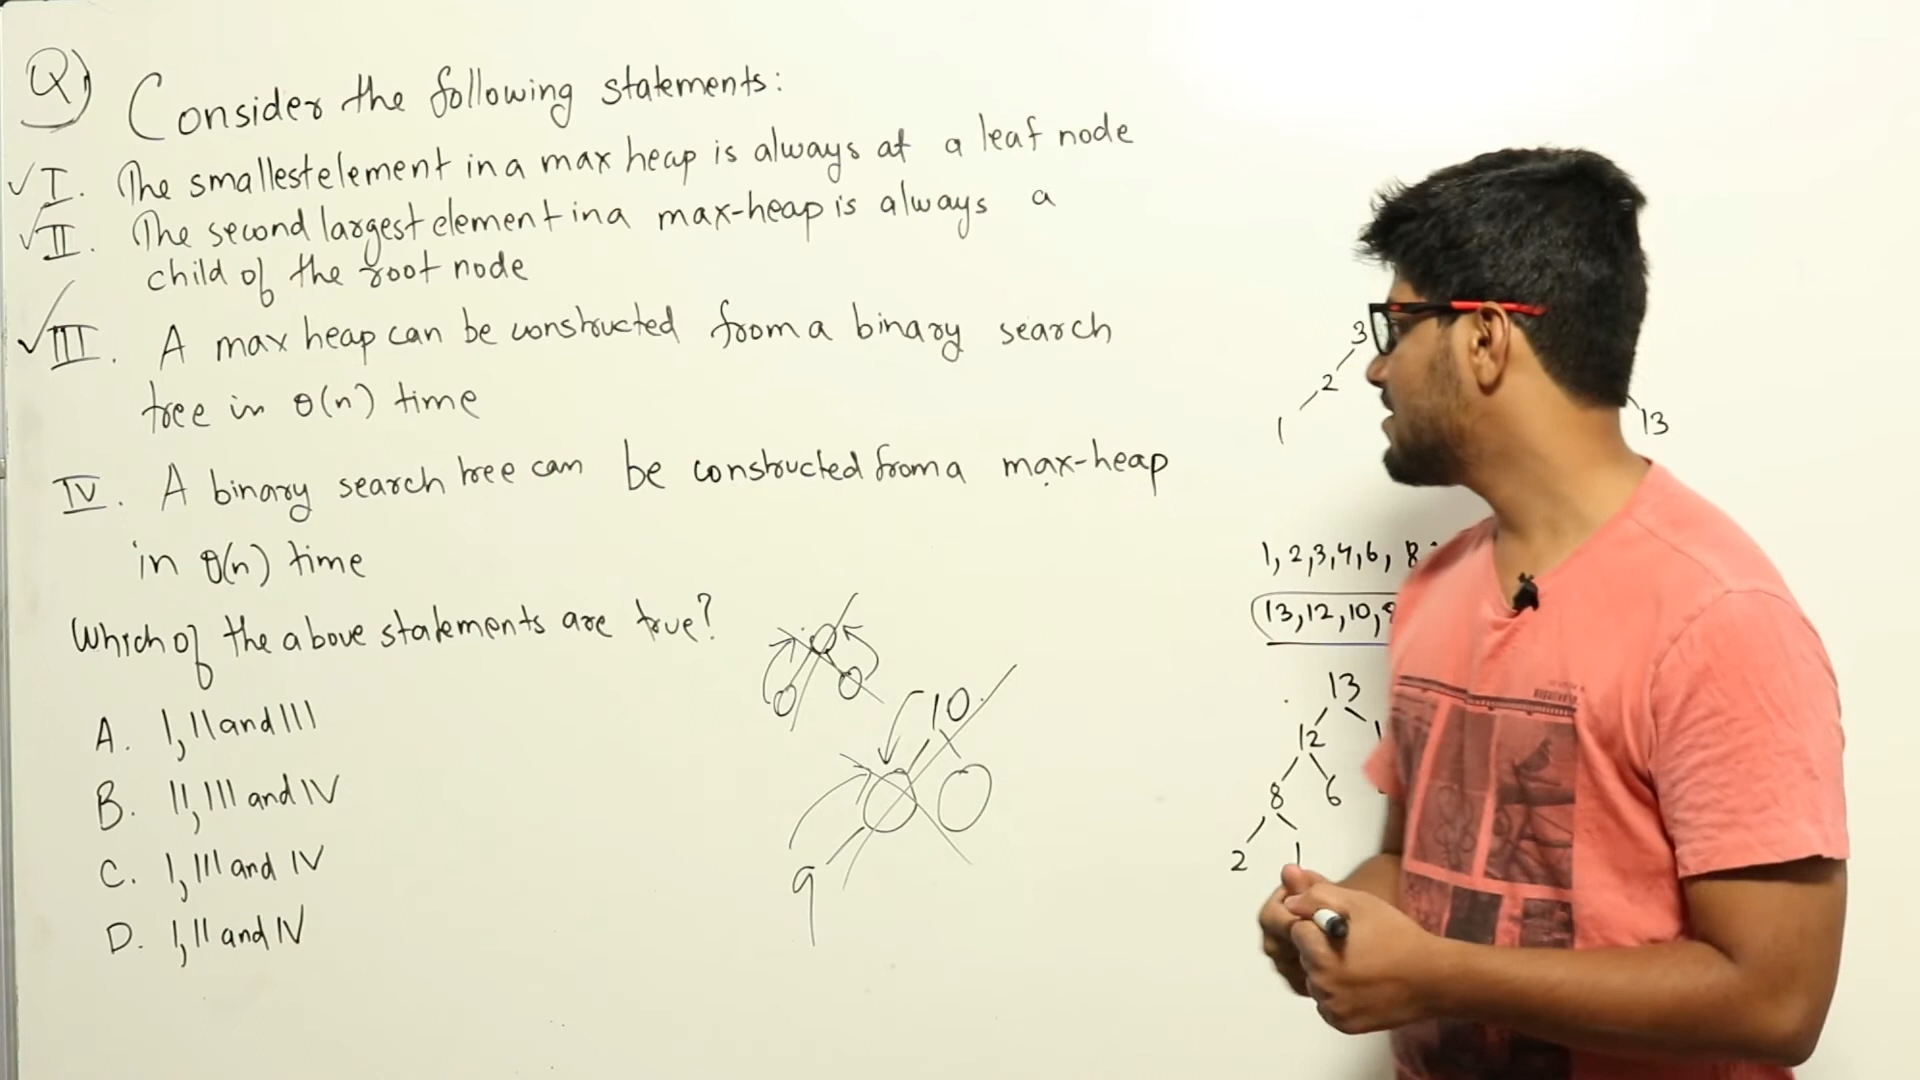 Q) Consider the following statements:
I. The smallest element in a max heap is always at a leaf node
II. The second largest element in a max-heap is always a
child of the root node
III. A max heap can be constructed from a binary search
tree in θ(n) time
IV. A binary search tree can be constructed from a max-heap
in θ(n) time
Which of the above statements are true?
A. I, II and III
B. II, III and IV
C. I, III and IV
D. I, II and IV
10
9
3
2
1
13
1, 2, 3, 4, 6, 8
13, 12, 10, 9
13
12
8 6
2 1